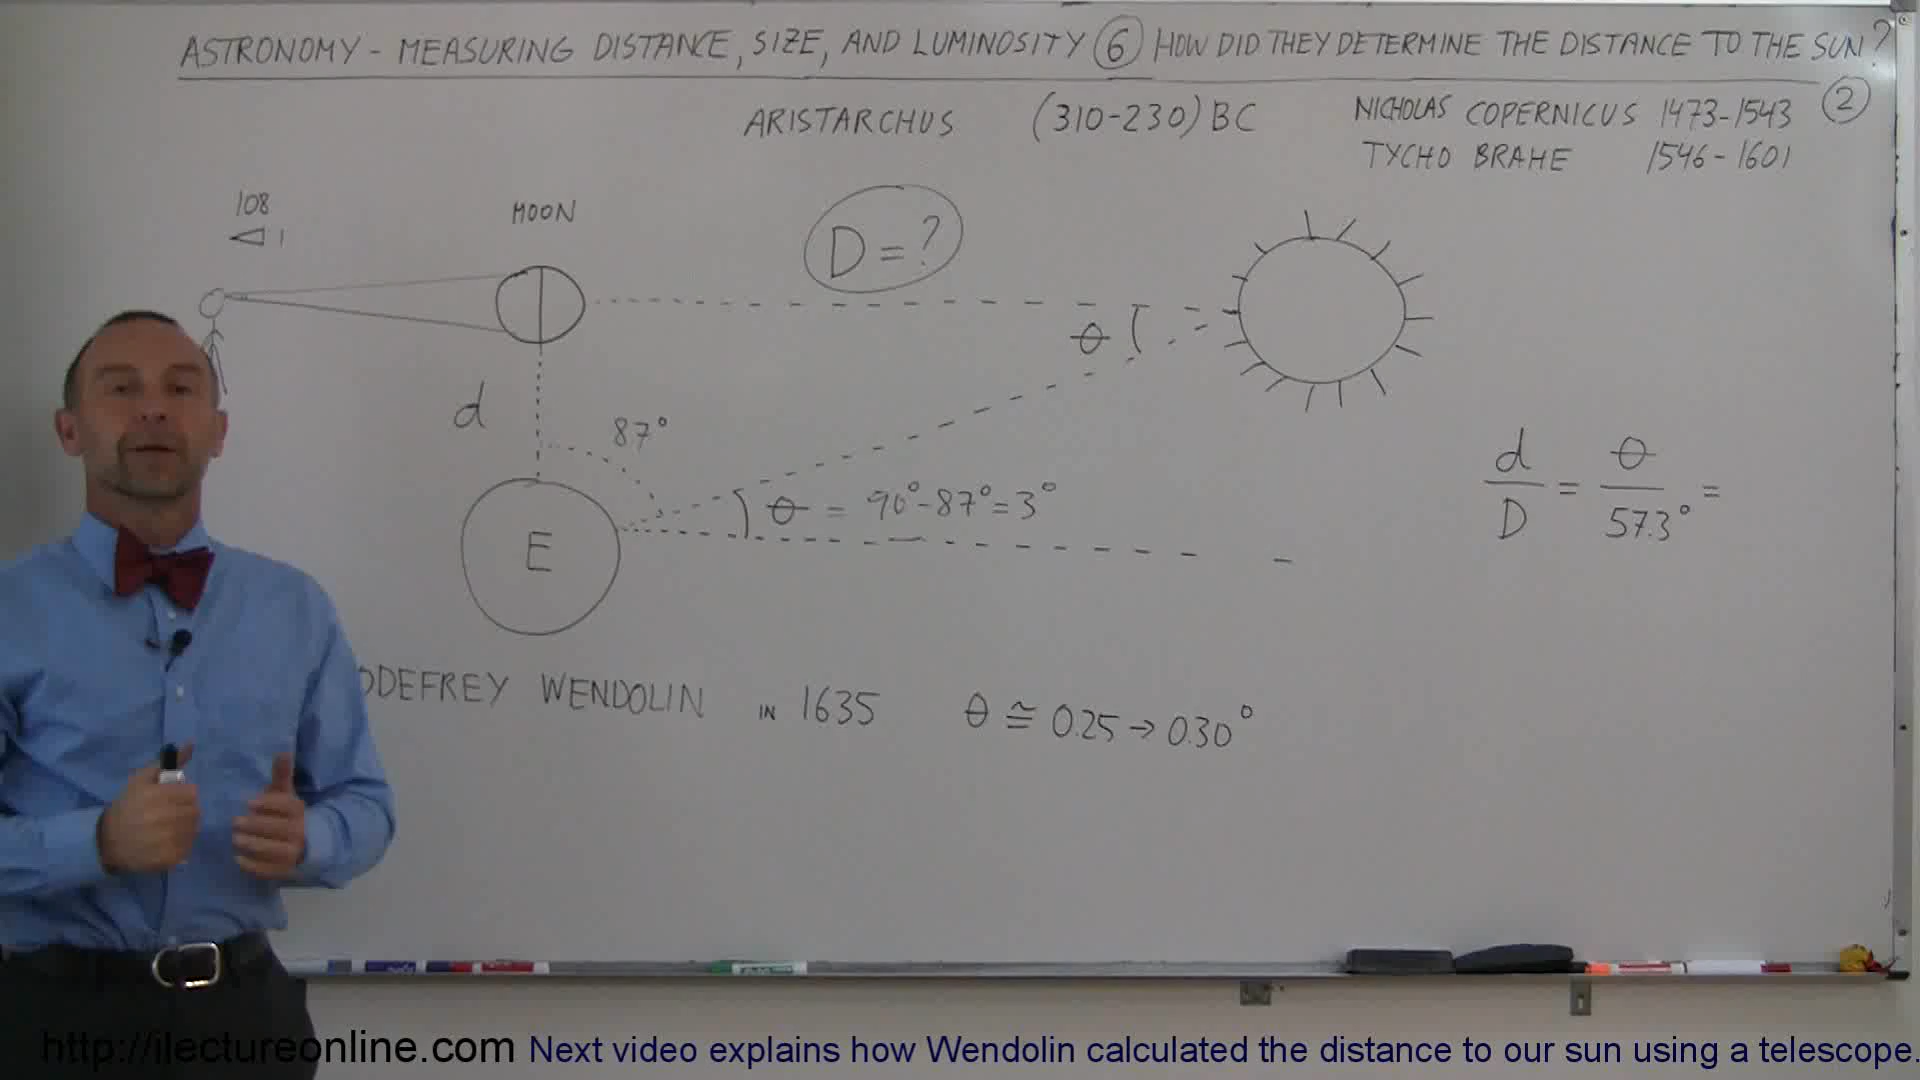 ASTRONOMY - MEASURING DISTANCE, SIZE, AND LUMINOSITY 6 HOW DID THEY DETERMINE THE DISTANCE TO THE SUN?
2
ARISTARCHUS (310-230) BC
NICHOLAS COPERNICUS 1473-1543
TYCHO BRAHE 1546-1601
108
1
MOON
D = ?
θ
d
87°
θ = 90°-87°=3°
E
d/D = θ/57.3° =
ODEFREY WENDOLIN IN 1635 θ ≅ 0.25 → 0.30°
http://ilectureonline.com Next video explains how Wendolin calculated the distance to our sun using a telescope.